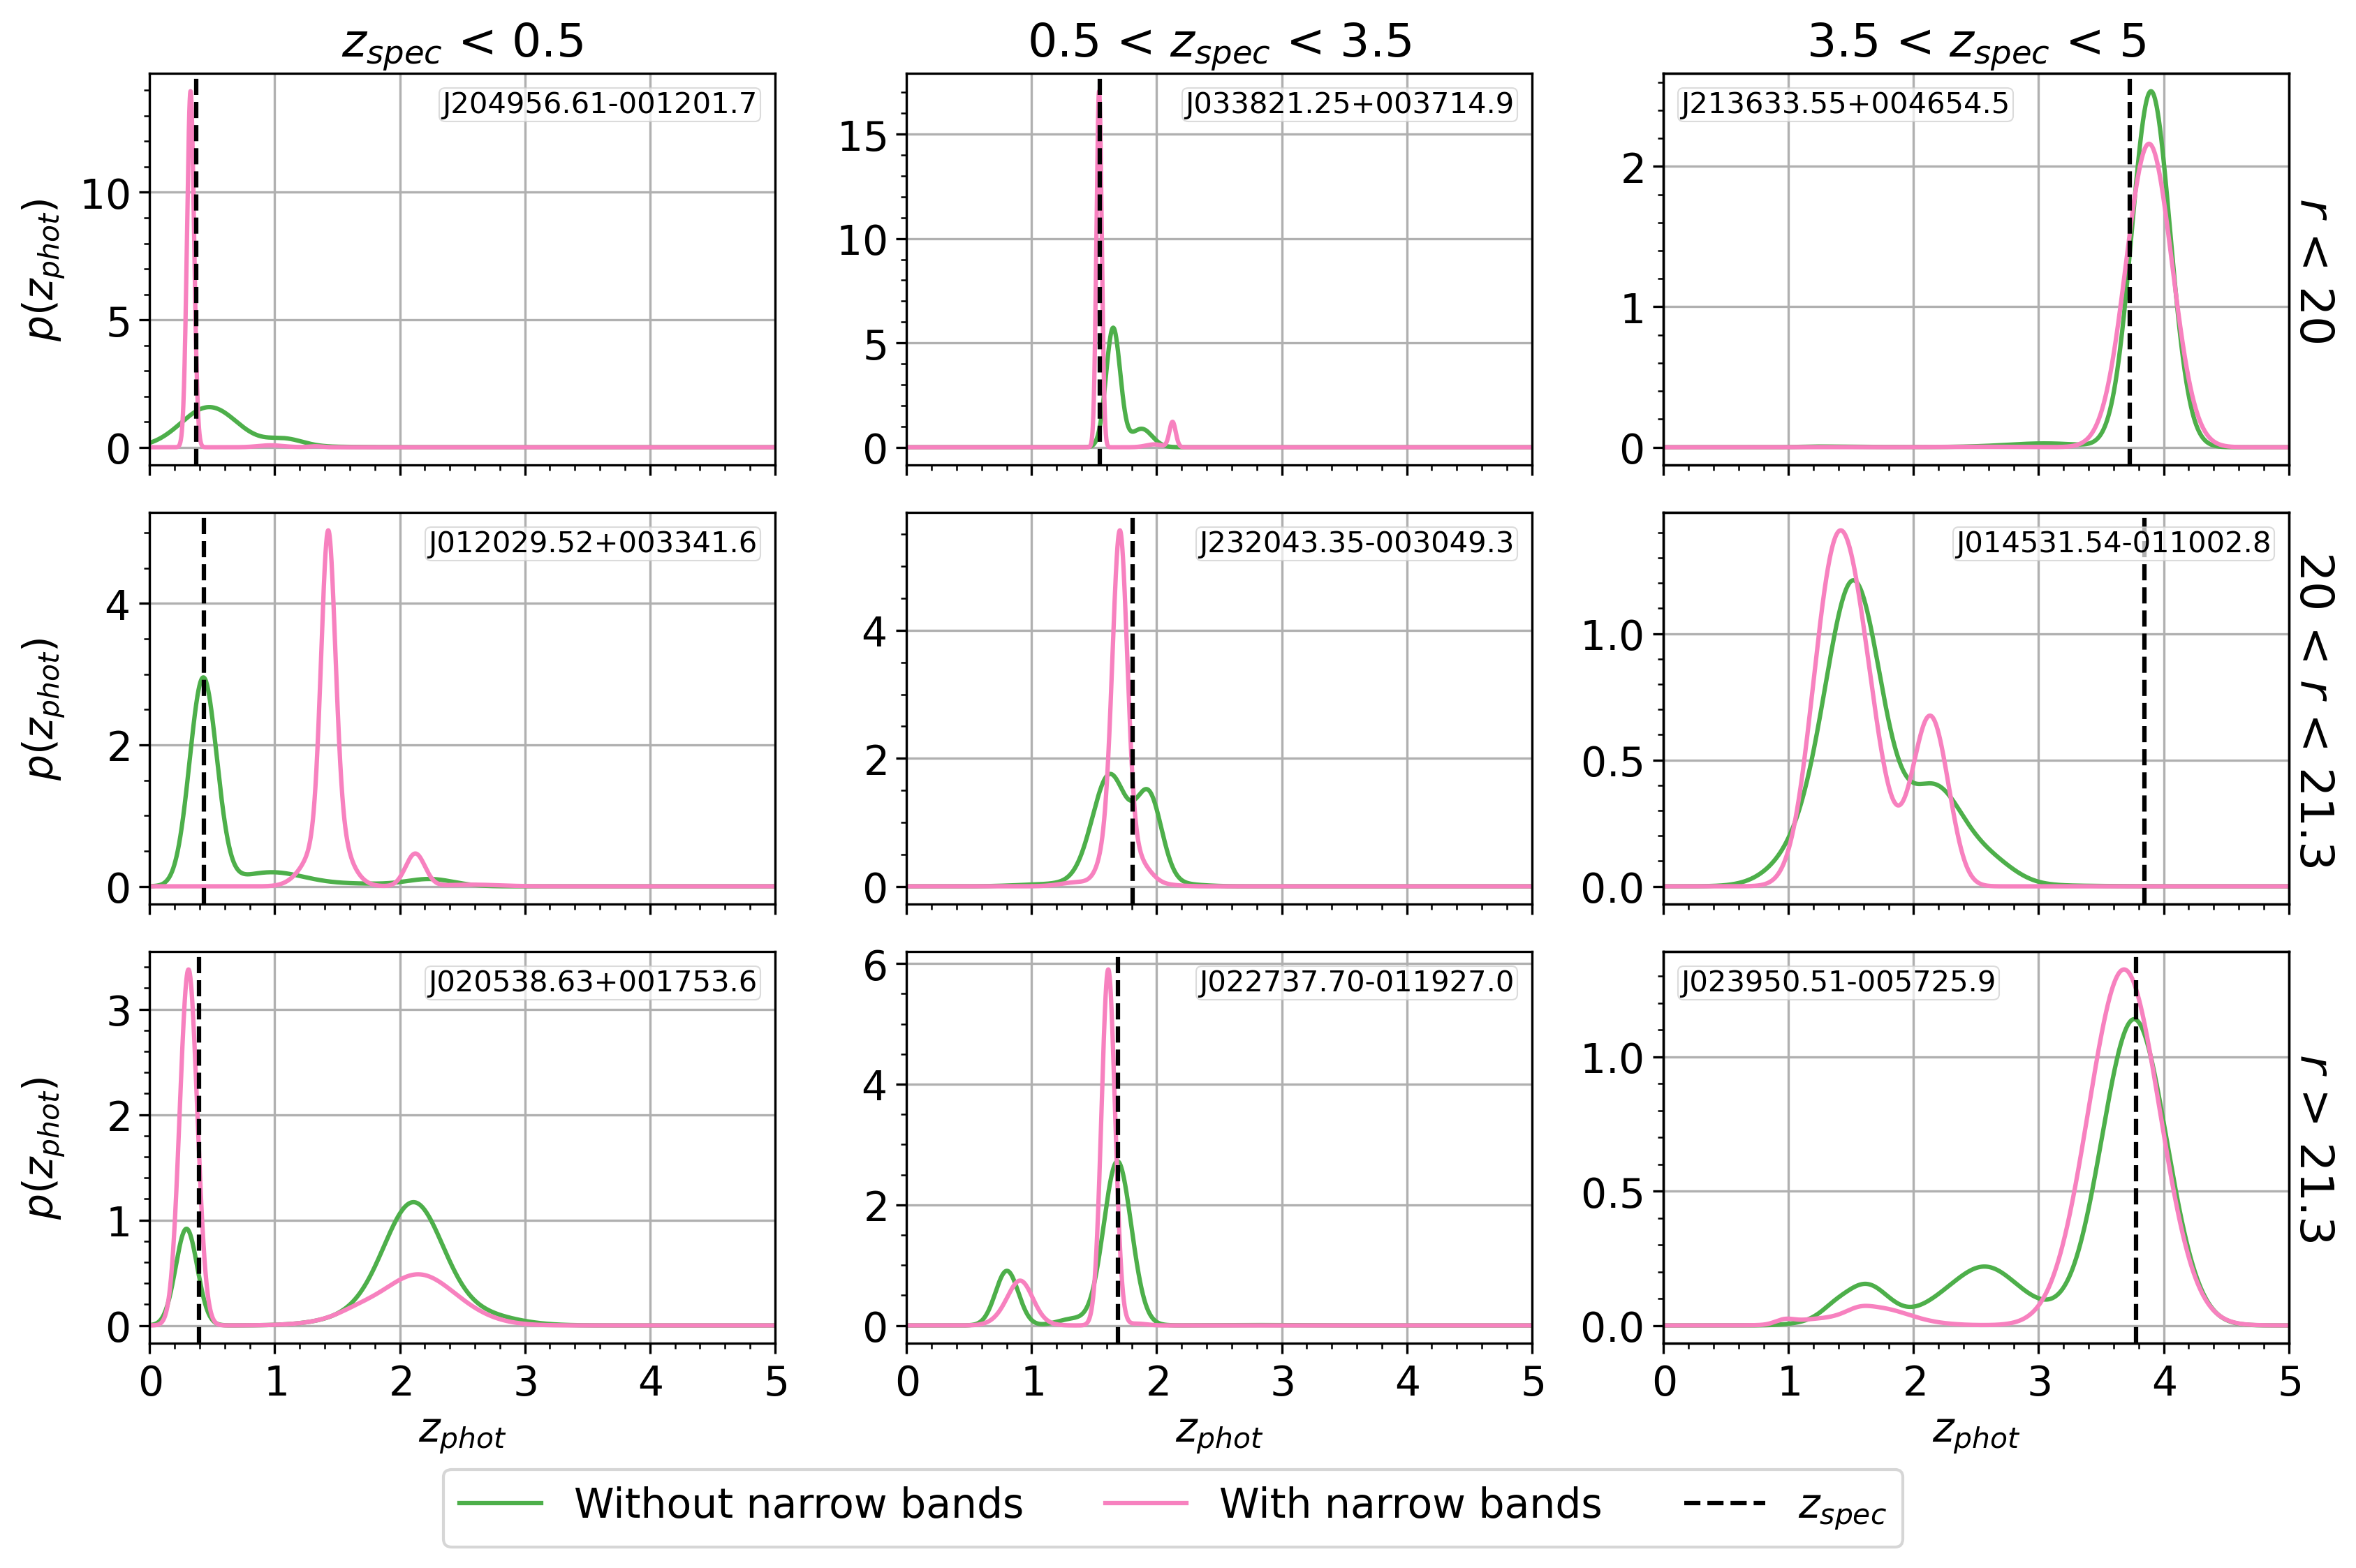 z_spec < 0.5
0.5 < z_spec < 3.5
3.5 < z_spec < 5
p(z_phot)
0
5
10
J204956.61-001201.7
0
5
10
15
J033821.25+003714.9
0
1
2
J213633.55+004654.5
r < 20
p(z_phot)
0
2
4
J012029.52+003341.6
0
2
4
J232043.35-003049.3
0.0
0.5
1.0
J014531.54-011002.8
20 < r < 21.3
p(z_phot)
0
1
2
3
J020538.63+001753.6
0
2
4
6
J022737.70-011927.0
0.0
0.5
1.0
J023950.51-005725.9
r > 21.3
0 1 2 3 4 5
0 1 2 3 4 5
0 1 2 3 4 5
z_phot
z_phot
z_phot
Without narrow bands
With narrow bands
z_spec